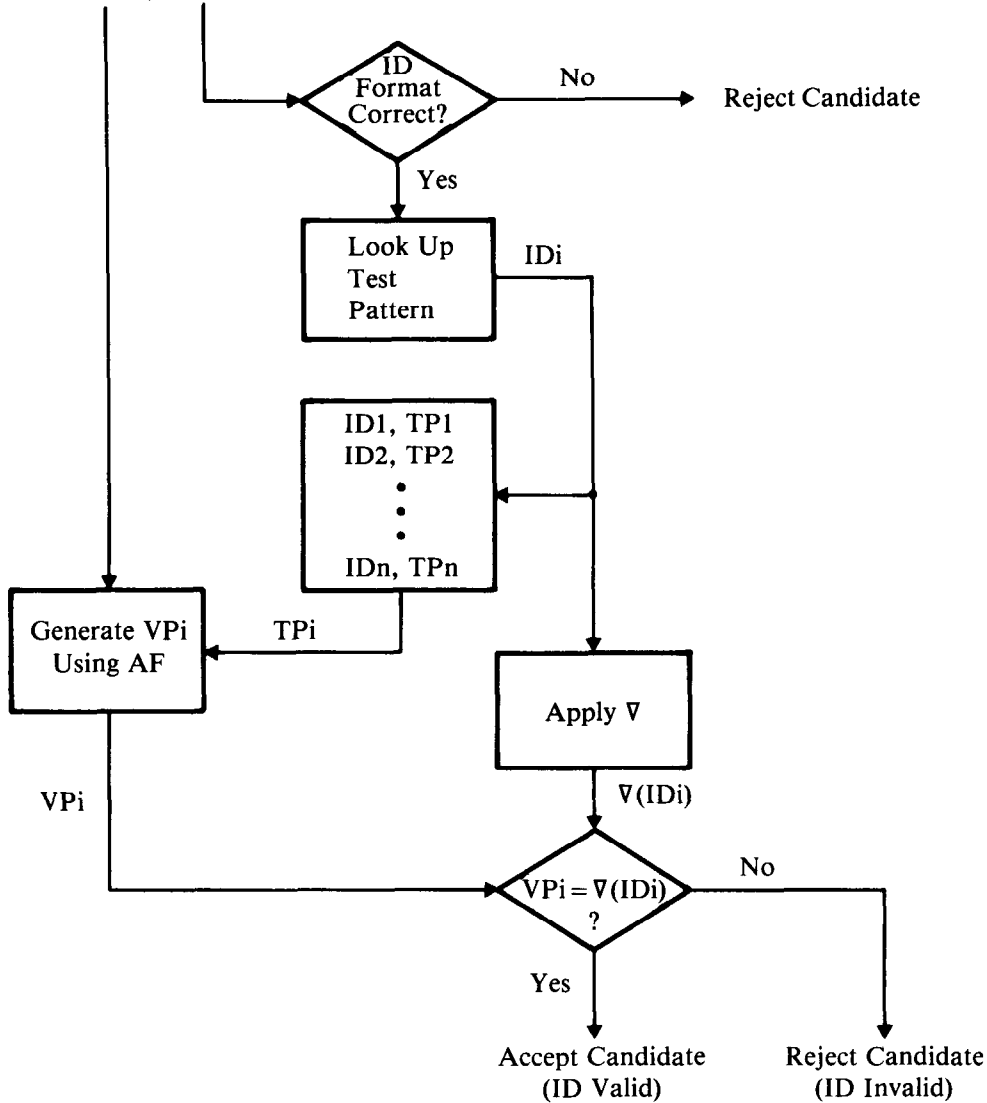 ID
Format
Correct?
No
Reject Candidate
Yes
Look Up
Test
Pattern
IDi
ID1, TP1
ID2, TP2
IDn, TPn
Generate VPi
Using AF
TPi
Apply ∇
VPi
∇(IDi)
VPi = ∇(IDi)
?
No
Yes
Accept Candidate
(ID Valid)
Reject Candidate
(ID Invalid)